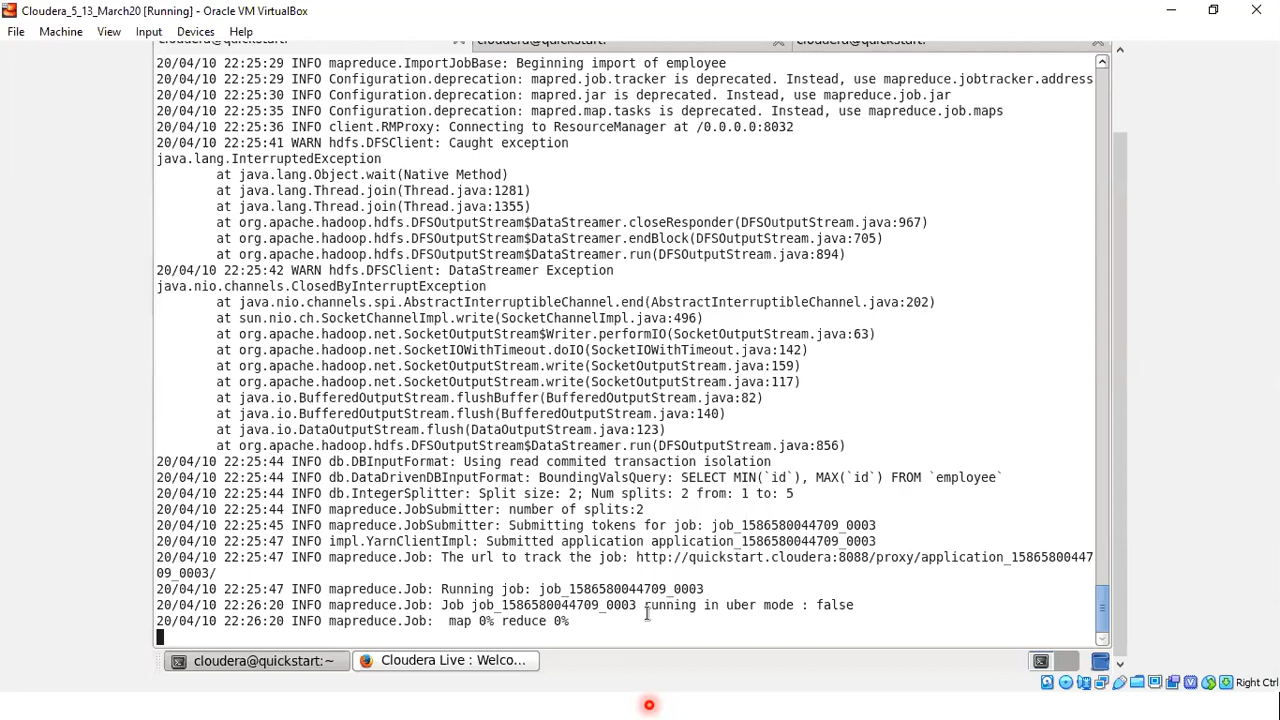 Cloudera_5_13_March20 [Running] - Oracle VM VirtualBox
File Machine View Input Devices Help
cloudera@quickstart: cloudera@quickstart: cloudera@quickstart:
20/04/10 22:25:29 INFO mapreduce.ImportJobBase: Beginning import of employee
20/04/10 22:25:29 INFO Configuration.deprecation: mapred.job.tracker is deprecated. Instead, use mapreduce.jobtracker.address
20/04/10 22:25:30 INFO Configuration.deprecation: mapred.jar is deprecated. Instead, use mapreduce.job.jar
20/04/10 22:25:35 INFO Configuration.deprecation: mapred.map.tasks is deprecated. Instead, use mapreduce.job.maps
20/04/10 22:25:36 INFO client.RMProxy: Connecting to ResourceManager at /0.0.0.0:8032
20/04/10 22:25:41 WARN hdfs.DFSClient: Caught exception
java.lang.InterruptedException
at java.lang.Object.wait(Native Method)
at java.lang.Thread.join(Thread.java:1281)
at java.lang.Thread.join(Thread.java:1355)
at org.apache.hadoop.hdfs.DFSOutputStream$DataStreamer.closeResponder(DFSOutputStream.java:967)
at org.apache.hadoop.hdfs.DFSOutputStream$DataStreamer.endBlock(DFSOutputStream.java:705)
at org.apache.hadoop.hdfs.DFSOutputStream$DataStreamer.run(DFSOutputStream.java:894)
20/04/10 22:25:42 WARN hdfs.DFSClient: DataStreamer Exception
java.nio.channels.ClosedByInterruptException
at java.nio.channels.spi.AbstractInterruptibleChannel.end(AbstractInterruptibleChannel.java:202)
at sun.nio.ch.SocketChannelImpl.write(SocketChannelImpl.java:496)
at org.apache.hadoop.net.SocketOutputStream$Writer.performIO(SocketOutputStream.java:63)
at org.apache.hadoop.net.SocketIOWithTimeout.doIO(SocketIOWithTimeout.java:142)
at org.apache.hadoop.net.SocketOutputStream.write(SocketOutputStream.java:159)
at org.apache.hadoop.net.SocketOutputStream.write(SocketOutputStream.java:117)
at java.io.BufferedOutputStream.flushBuffer(BufferedOutputStream.java:82)
at java.io.BufferedOutputStream.flush(BufferedOutputStream.java:140)
at java.io.DataOutputStream.flush(DataOutputStream.java:123)
at org.apache.hadoop.hdfs.DFSOutputStream$DataStreamer.run(DFSOutputStream.java:856)
20/04/10 22:25:44 INFO db.DBInputFormat: Using read commited transaction isolation
20/04/10 22:25:44 INFO db.DataDrivenDBInputFormat: BoundingValsQuery: SELECT MIN(`id`), MAX(`id`) FROM `employee`
20/04/10 22:25:44 INFO db.IntegerSplitter: Split size: 2; Num splits: 2 from: 1 to: 5
20/04/10 22:25:44 INFO mapreduce.JobSubmitter: number of splits:2
20/04/10 22:25:45 INFO mapreduce.JobSubmitter: Submitting tokens for job: job_1586580044709_0003
20/04/10 22:25:47 INFO impl.YarnClientImpl: Submitted application application_1586580044709_0003
20/04/10 22:25:47 INFO mapreduce.Job: The url to track the job: http://quickstart.cloudera:8088/proxy/application_15865800447
09_0003/
20/04/10 22:25:47 INFO mapreduce.Job: Running job: job_1586580044709_0003
20/04/10 22:26:20 INFO mapreduce.Job: Job job_1586580044709_0003 running in uber mode : false
20/04/10 22:26:20 INFO mapreduce.Job:  map 0% reduce 0%
cloudera@quickstart:~ Cloudera Live : Welco...
Right Ctrl